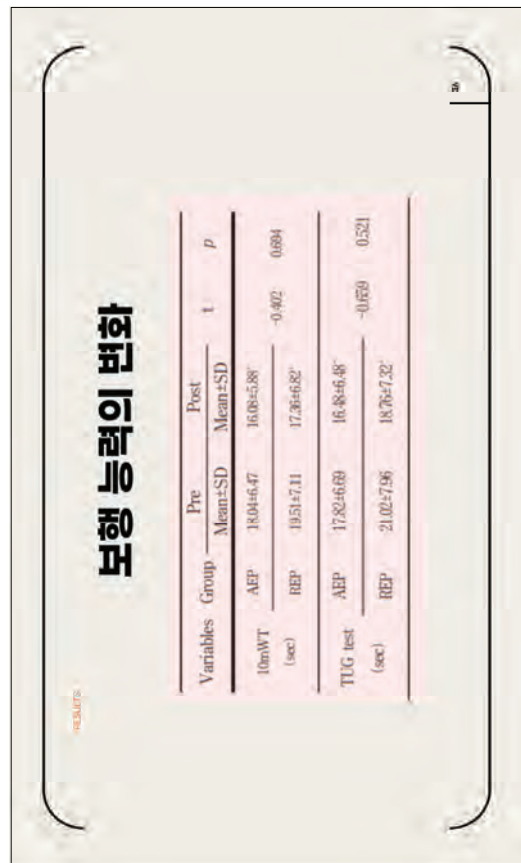 RESULTS
보행 능력의 변화
Variables Group Pre Post t p
Mean±SD Mean±SD
10mWT AEP 18.04±6.47 16.08±5.88* -0.402 0.694
(sec) REP 19.51±7.11 17.36±6.82*
TUG test AEP 17.82±6.69 16.48±6.48* -0.659 0.521
(sec) REP 21.02±7.96 18.76±7.32*